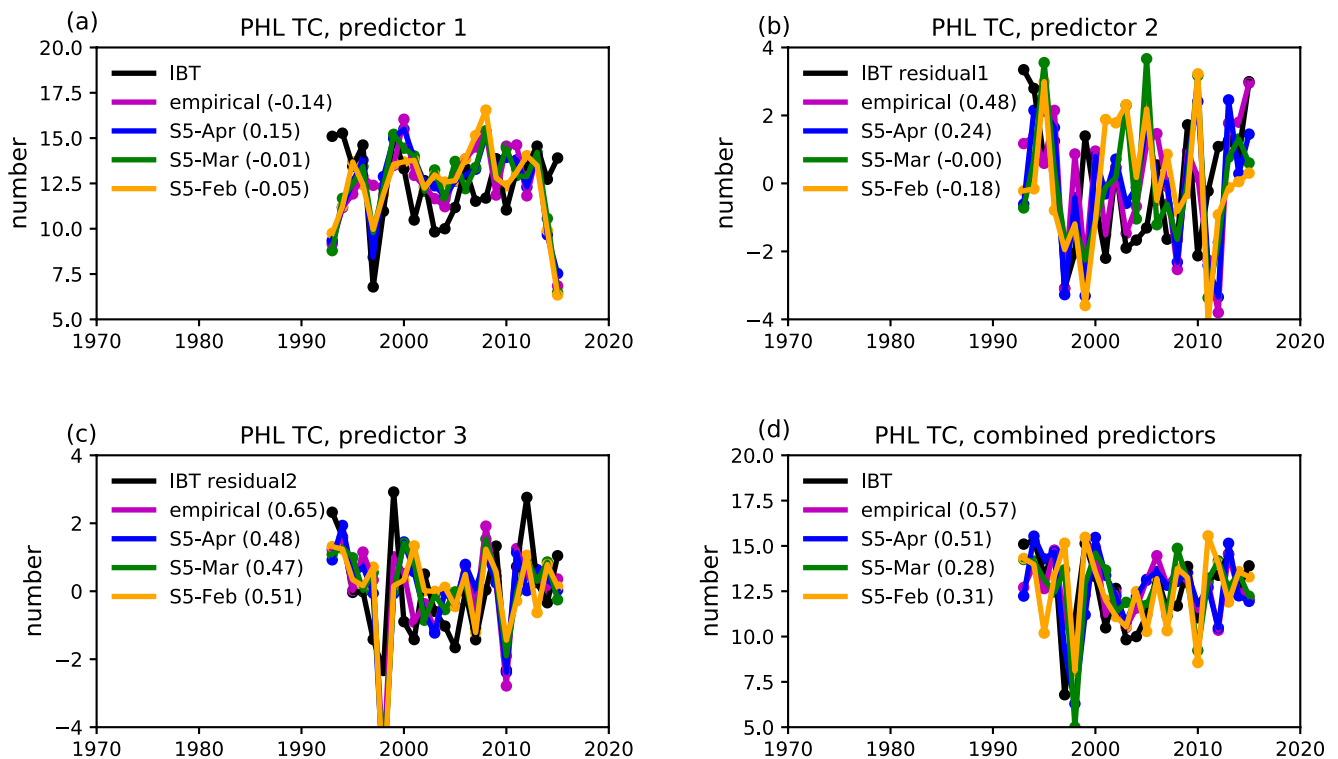 (a)
PHL TC, predictor 1
20.0
17.5
15.0
12.5
10.0
7.5
5.0
number
IBT
empirical (-0.14)
S5-Apr (0.15)
S5-Mar (-0.01)
S5-Feb (-0.05)
1970 1980 1990 2000 2010 2020
(b)
PHL TC, predictor 2
4
2
0
−2
−4
number
IBT residual1
empirical (0.48)
S5-Apr (0.24)
S5-Mar (-0.00)
S5-Feb (-0.18)
1970 1980 1990 2000 2010 2020
(c)
PHL TC, predictor 3
2
0
−2
−4
number
IBT residual2
empirical (0.65)
S5-Apr (0.48)
S5-Mar (0.47)
S5-Feb (0.51)
1970 1980 1990 2000 2010 2020
(d)
PHL TC, combined predictors
20.0
17.5
15.0
12.5
10.0
7.5
5.0
number
IBT
empirical (0.57)
S5-Apr (0.51)
S5-Mar (0.28)
S5-Feb (0.31)
1970 1980 1990 2000 2010 2020